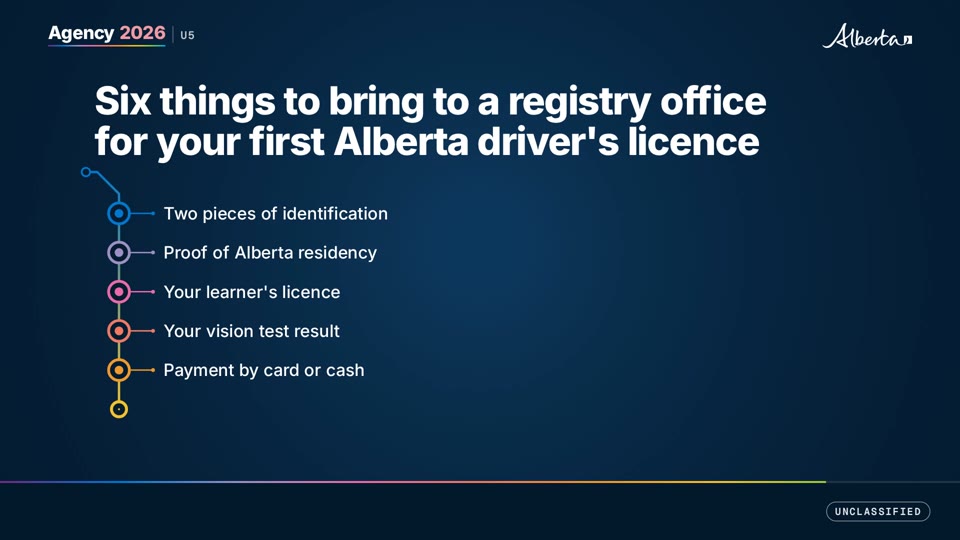 Agency 2026 | U5
Alberta
Six things to bring to a registry office
for your first Alberta driver's licence
Two pieces of identification
Proof of Alberta residency
Your learner's licence
Your vision test result
Payment by card or cash
UNCLASSIFIED